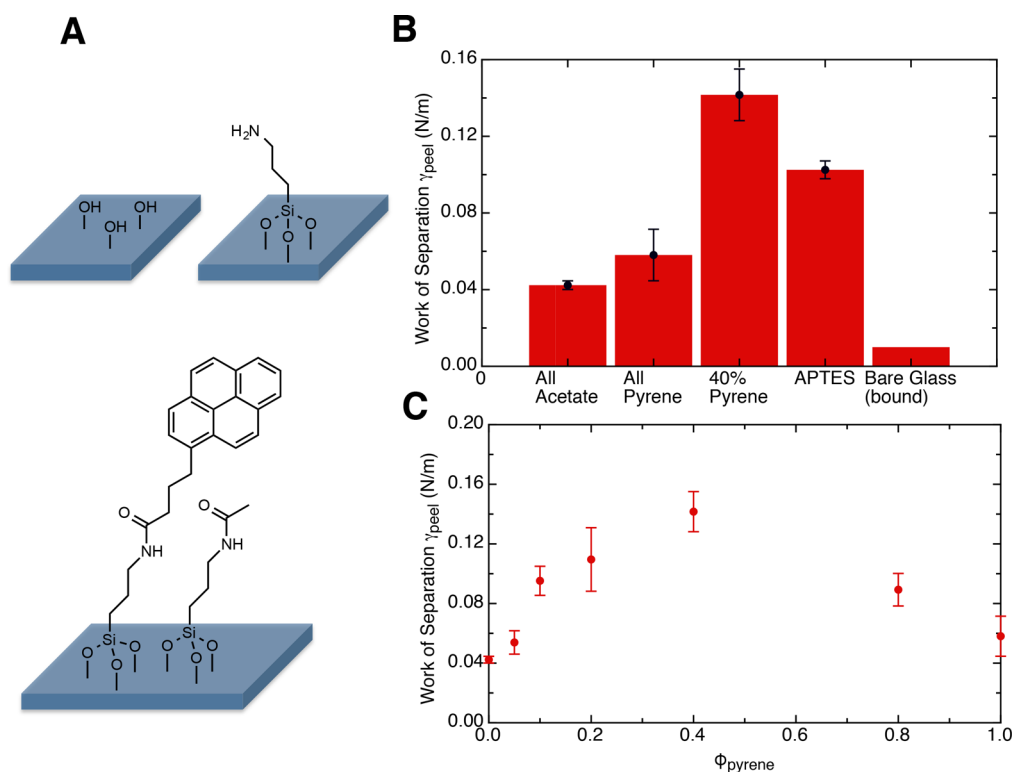 A
OH
OH
OH
H₂N
Si
O
O
O
O
NH
O
NH
Si
O
O
O
Si
O
O
O
B
Work of Separation γpeel (N/m)
0.16
0.12
0.08
0.04
0.00
0
All
Acetate
All
Pyrene
40%
Pyrene
APTES
Bare Glass
(bound)
C
Work of Separation γpeel (N/m)
0.20
0.16
0.12
0.08
0.04
0.00
0.0
0.2
0.4
0.6
0.8
1.0
ϕpyrene